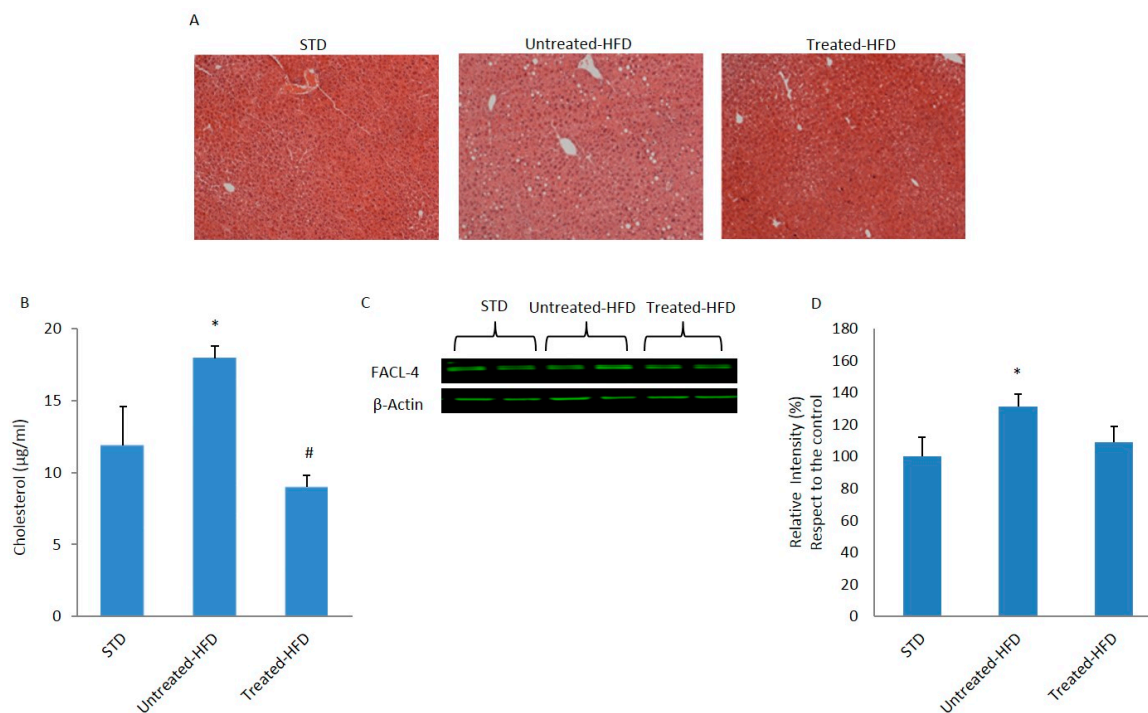 A
STD
Untreated-HFD
Treated-HFD
B
Cholesterol (µg/ml)
20
15
10
5
0
*
#
STD
Untreated-HFD
Treated-HFD
C
STD
Untreated-HFD
Treated-HFD
FACL-4
β-Actin
D
Relative Intensity (%)
Respect to the control
180
160
140
120
100
80
60
40
20
0
*
STD
Untreated-HFD
Treated-HFD